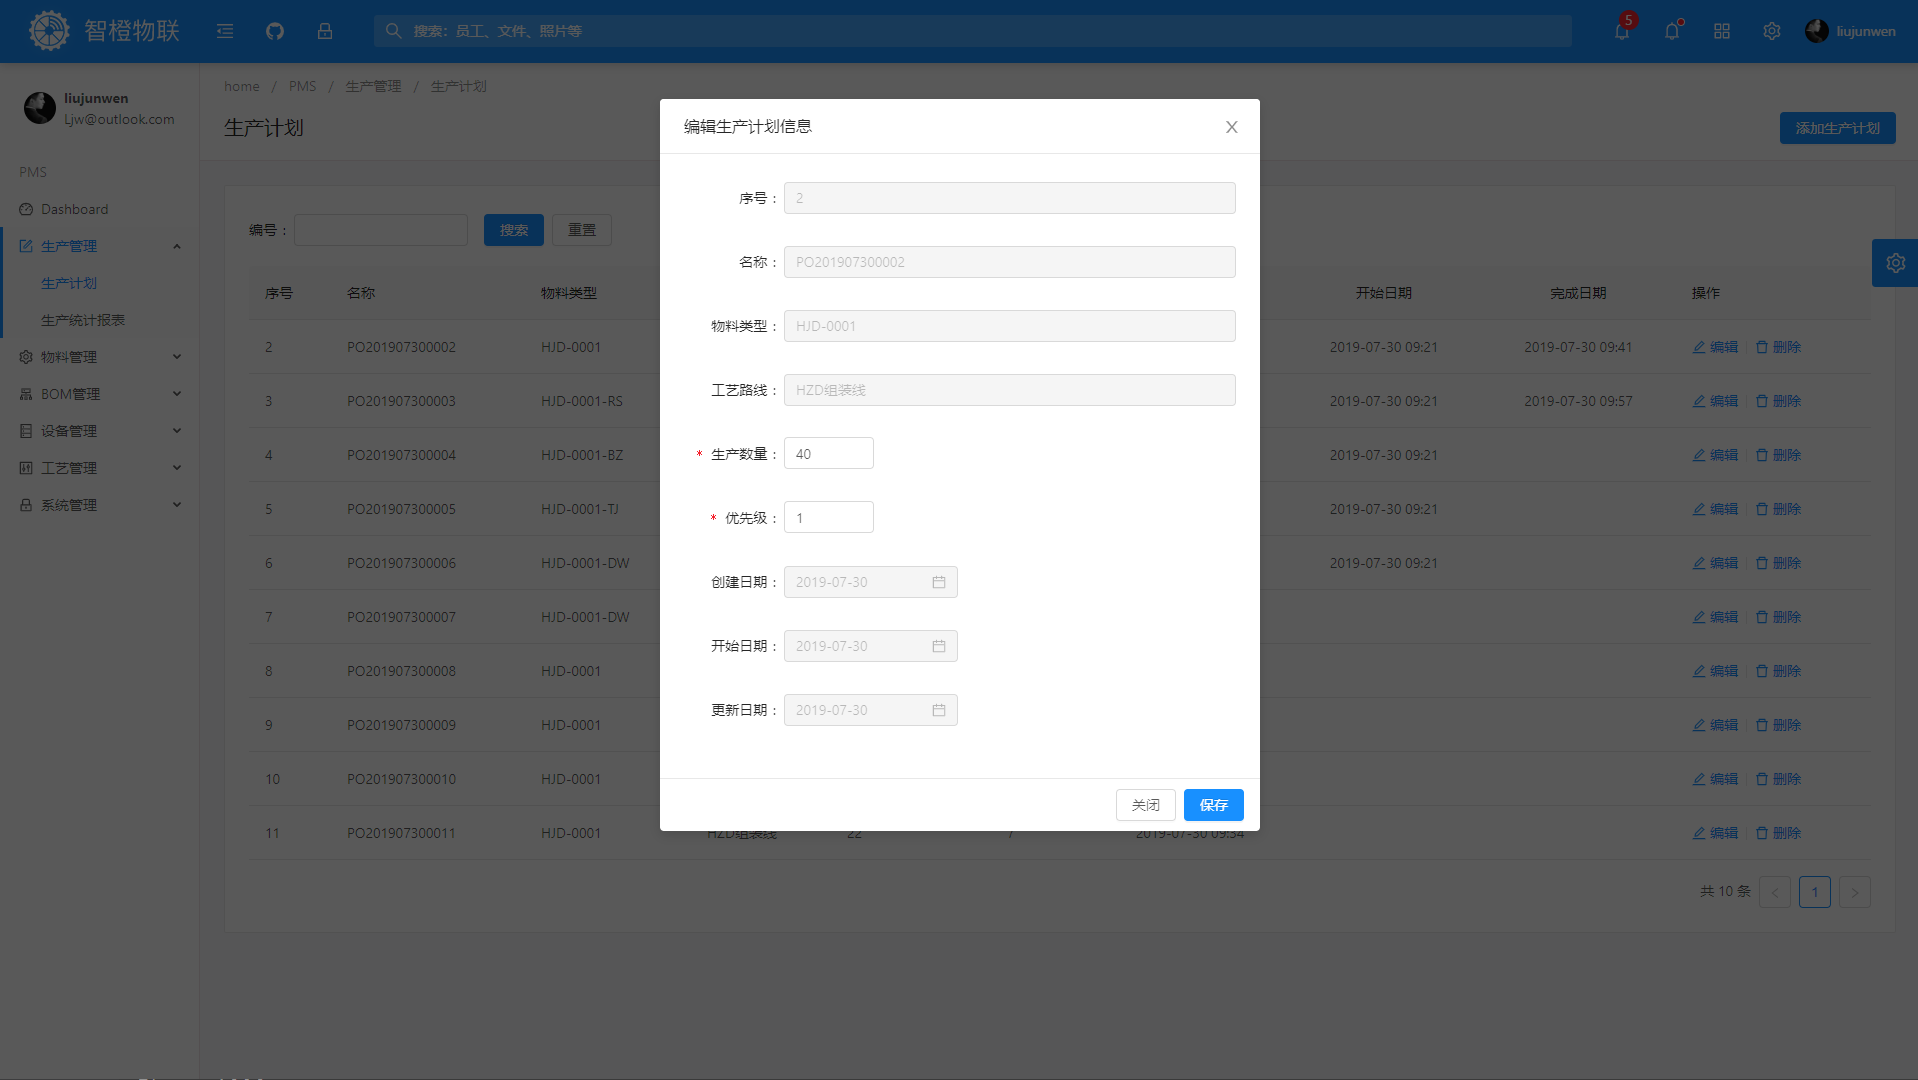 智橙物联
搜索：员工、文件、照片等
5
liujunwen
liujunwen
Ljw@outlook.com
PMS
Dashboard
生产管理
生产计划
生产统计报表
物料管理
BOM管理
设备管理
工艺管理
系统管理
home / PMS / 生产管理 / 生产计划
生产计划
添加生产计划
编号：
搜索 重置
序号 名称 物料类型 开始日期 完成日期 操作
2 PO201907300002 HJD-0001 2019-07-30 09:21 2019-07-30 09:41 编辑 删除
3 PO201907300003 HJD-0001-RS 2019-07-30 09:21 2019-07-30 09:57 编辑 删除
4 PO201907300004 HJD-0001-BZ 2019-07-30 09:21 编辑 删除
5 PO201907300005 HJD-0001-TJ 2019-07-30 09:21 编辑 删除
6 PO201907300006 HJD-0001-DW 2019-07-30 09:21 编辑 删除
7 PO201907300007 HJD-0001-DW 编辑 删除
8 PO201907300008 HJD-0001 编辑 删除
9 PO201907300009 HJD-0001 编辑 删除
10 PO201907300010 HJD-0001 编辑 删除
11 PO201907300011 HJD-0001 HZD组装线 22 7 2019-07-30 09:34 编辑 删除
共 10 条 < 1 >
编辑生产计划信息 X
序号： 2
名称： PO201907300002
物料类型： HJD-0001
工艺路线： HZD组装线
* 生产数量： 40
* 优先级： 1
创建日期： 2019-07-30
开始日期： 2019-07-30
更新日期： 2019-07-30
关闭 保存